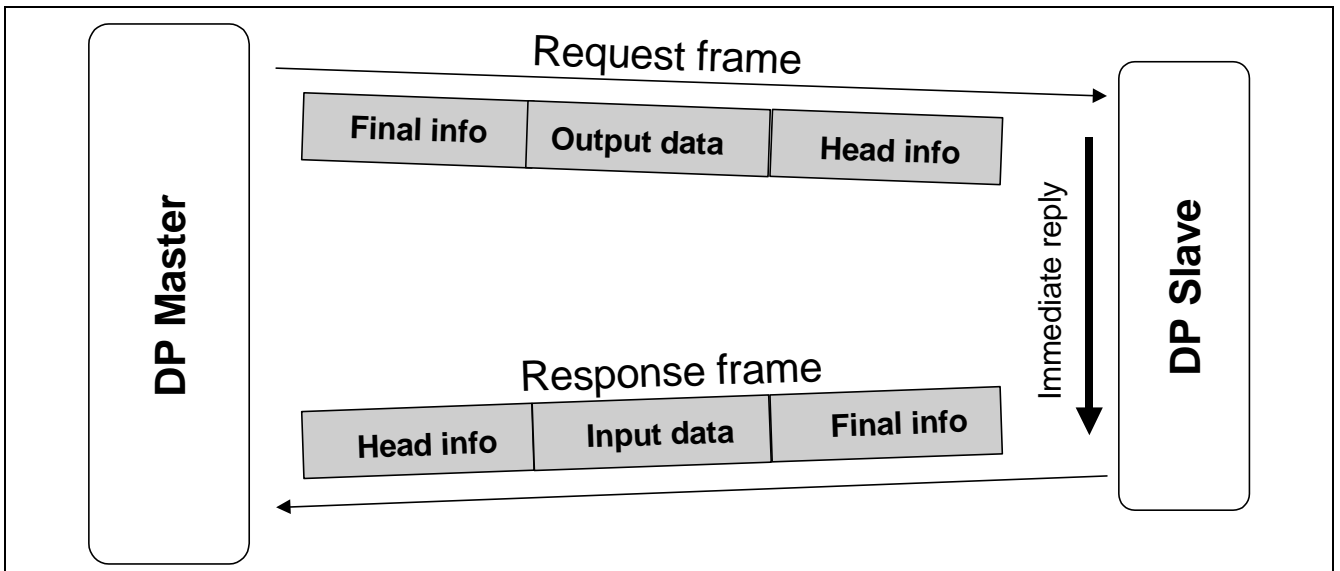 Request frame
Final info
Output data
Head info
DP Master
Immediate reply
DP Slave
Response frame
Head info
Input data
Final info